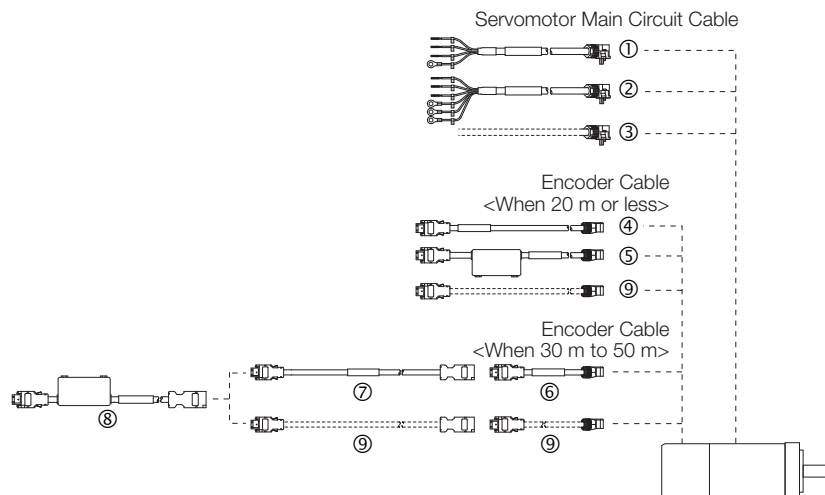 Servomotor Main Circuit Cable
①
②
③
Encoder Cable
<When 20 m or less>
④
⑤
⑨
Encoder Cable
<When 30 m to 50 m>
⑦ ⑥
⑧
⑨ ⑨